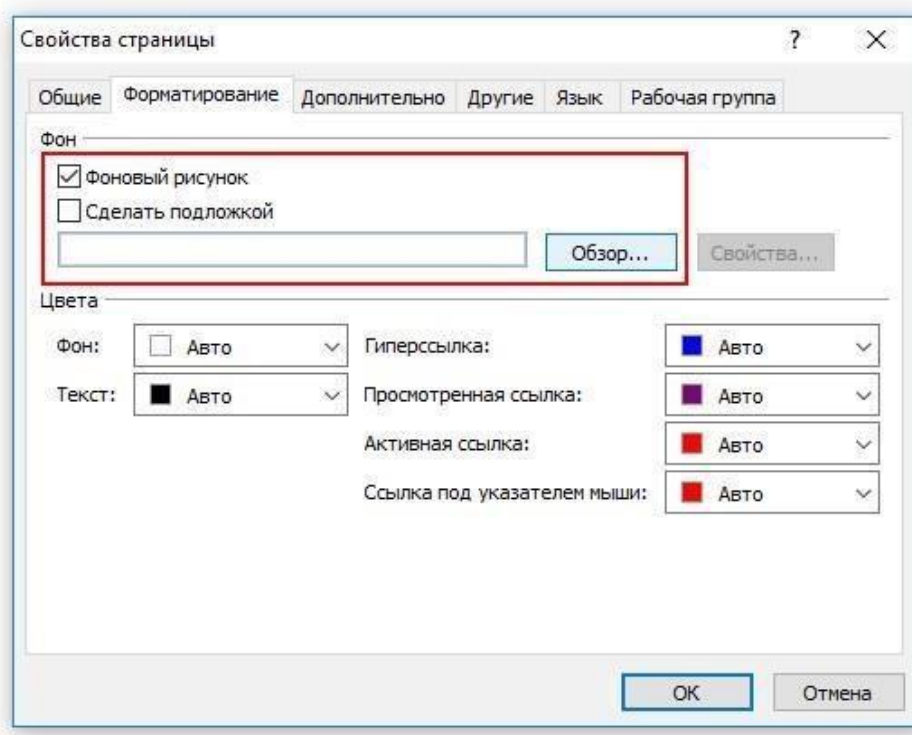 Свойства страницы ?
Общие Форматирование Дополнительно Другие Язык Рабочая группа
Фон
Фоновый рисунок
Сделать подложкой
Обзор... Свойства...
Цвета
Фон: Авто Гиперссылка: Авто
Текст: Авто Просмотренная ссылка: Авто
Активная ссылка: Авто
Ссылка под указателем мыши: Авто
ОК Отмена